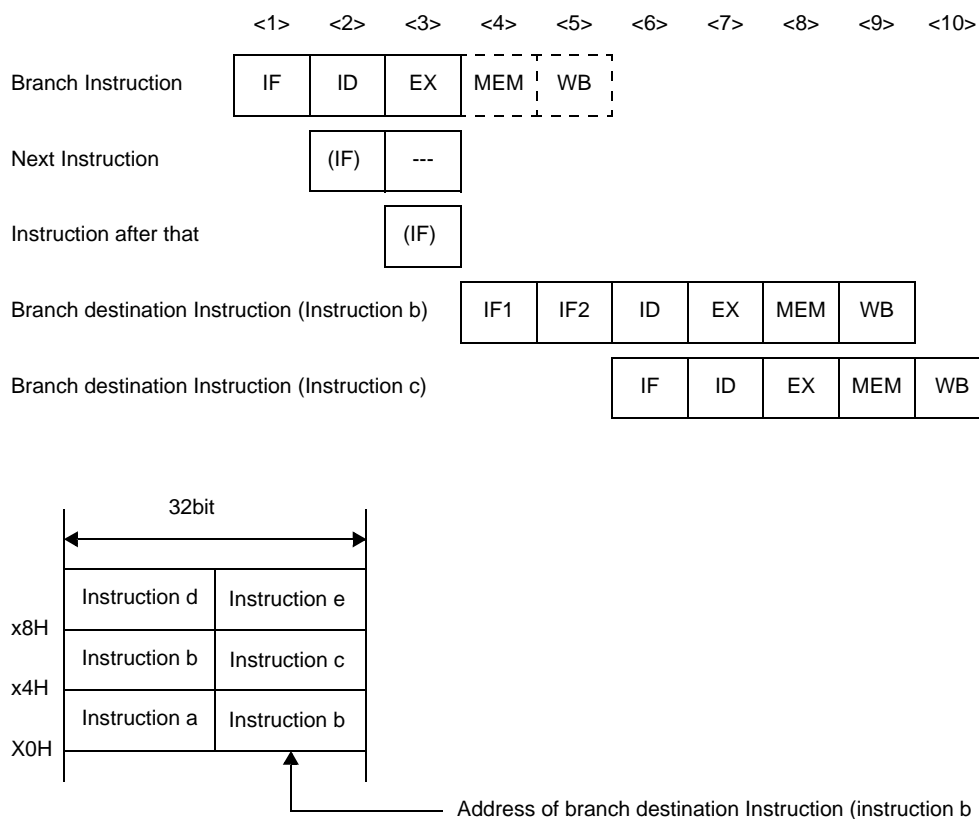 <1> <2> <3> <4> <5> <6> <7> <8> <9> <10>
Branch Instruction IF ID EX MEM WB
Next Instruction (IF) ---
Instruction after that (IF)
Branch destination Instruction (Instruction b) IF1 IF2 ID EX MEM WB
Branch destination Instruction (Instruction c) IF ID EX MEM WB
32bit
Instruction d Instruction e
x8H
Instruction b Instruction c
x4H
Instruction a Instruction b
X0H
Address of branch destination Instruction (instruction b